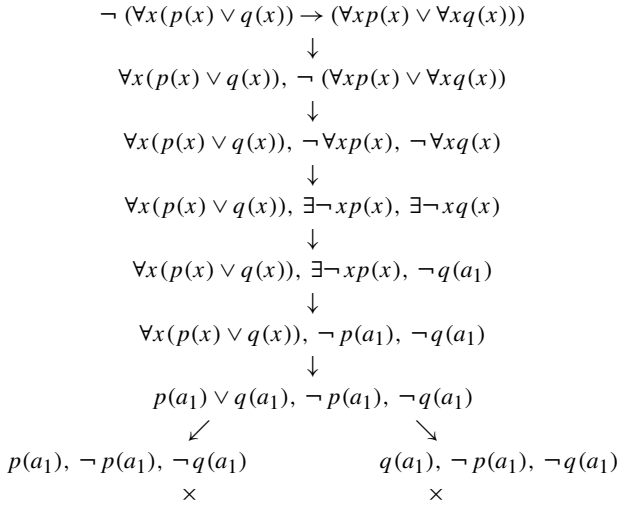 ¬ (∀x(p(x) ∨ q(x)) → (∀xp(x) ∨ ∀xq(x)))
↓
∀x(p(x) ∨ q(x)), ¬ (∀xp(x) ∨ ∀xq(x))
↓
∀x(p(x) ∨ q(x)), ¬∀xp(x), ¬∀xq(x)
↓
∀x(p(x) ∨ q(x)), ∃¬xp(x), ∃¬xq(x)
↓
∀x(p(x) ∨ q(x)), ∃¬xp(x), ¬q(a₁)
↓
∀x(p(x) ∨ q(x)), ¬p(a₁), ¬q(a₁)
↓
p(a₁) ∨ q(a₁), ¬p(a₁), ¬q(a₁)
↙ ↘
p(a₁), ¬p(a₁), ¬q(a₁) q(a₁), ¬p(a₁), ¬q(a₁)
× ×